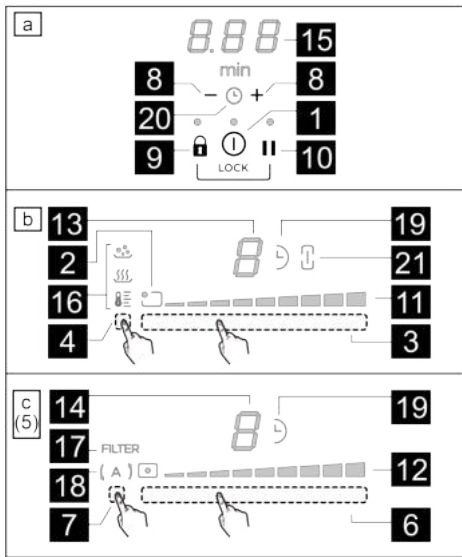 a
8.88 15
min
8 - + 8
20 1
9 LOCK 10
b
13 8 19
2 21
16 11
4 3
c
(5)
14 8 19
17 FILTER
18 ( A ) 12
7 6